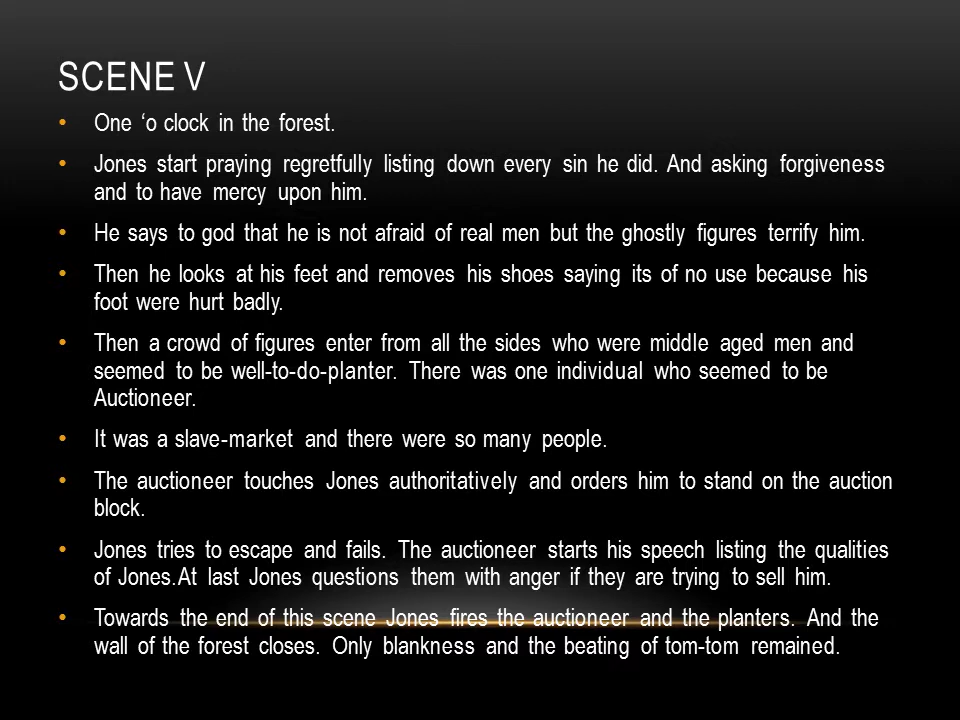 SCENE V
• One ‘o clock in the forest.
• Jones start praying regretfully listing down every sin he did. And asking forgiveness
and to have mercy upon him.
• He says to god that he is not afraid of real men but the ghostly figures terrify him.
• Then he looks at his feet and removes his shoes saying its of no use because his
foot were hurt badly.
• Then a crowd of figures enter from all the sides who were middle aged men and
seemed to be well-to-do-planter. There was one individual who seemed to be
Auctioneer.
• It was a slave-market and there were so many people.
• The auctioneer touches Jones authoritatively and orders him to stand on the auction
block.
• Jones tries to escape and fails. The auctioneer starts his speech listing the qualities
of Jones.At last Jones questions them with anger if they are trying to sell him.
• Towards the end of this scene Jones fires the auctioneer and the planters. And the
wall of the forest closes. Only blankness and the beating of tom-tom remained.